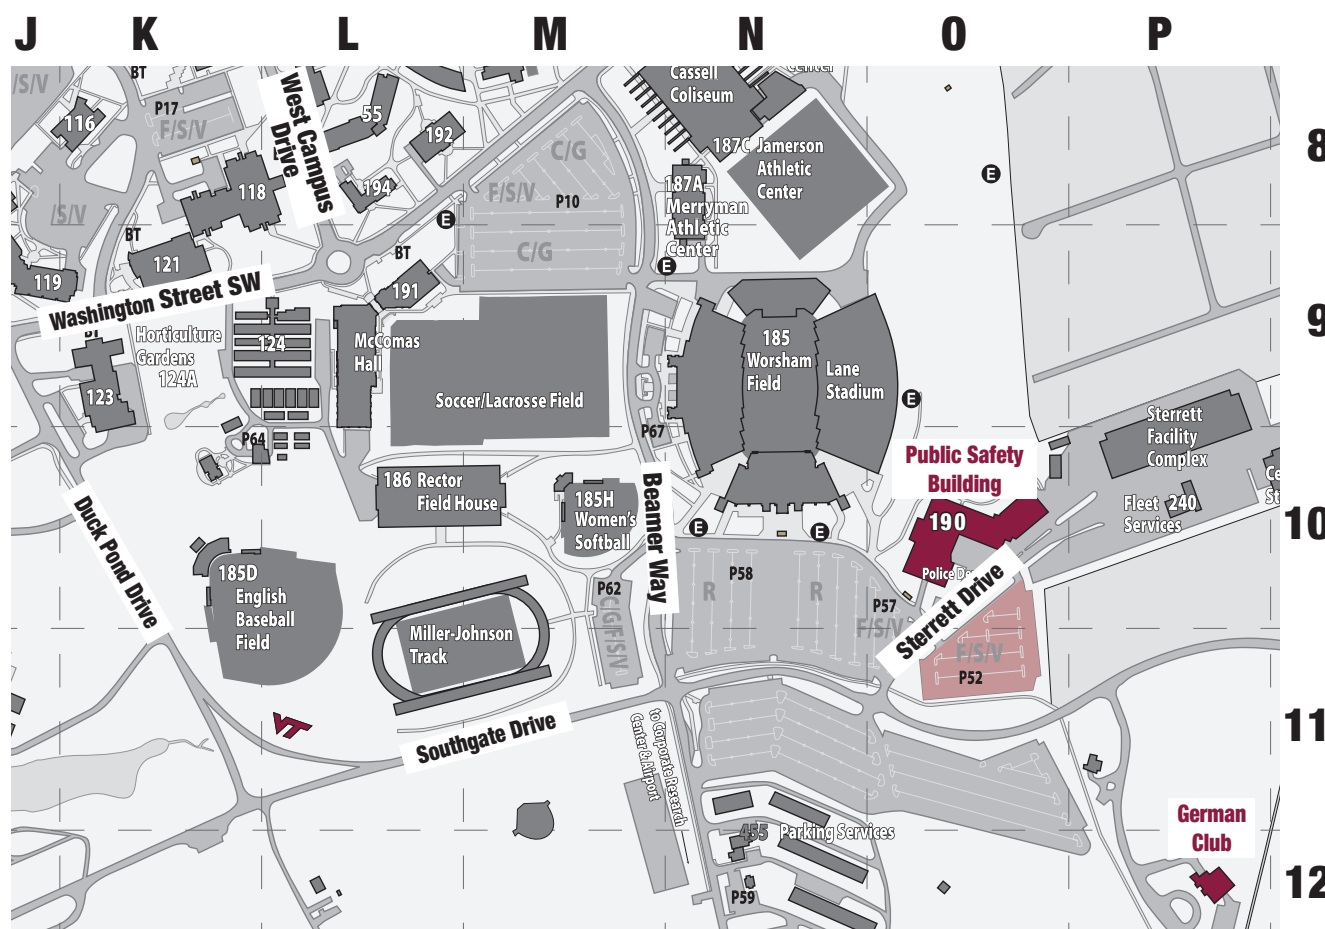 J K L M N O P
8
9
10
11
12
BT
/S/V
P17
F/S/V
116
118
West Campus
Drive
55
192
194
/S/V
BT
121
119
Washington Street SW
BT
191
C/G
F/S/V
P10
C/G
Cassell
Coliseum
187C Jamerson
Athletic
Center
187A
Merryman
Athletic
Center
E
E
E
E
E
E
Horticulture
Gardens
124A
124
123
McComas
Hall
Soccer/Lacrosse Field
185
Worsham
Field
Lane
Stadium
P64
P67
186 Rector
Field House
185H
Women's
Softball
Beamer Way
Public Safety
Building
190
Police De
Sterrett
Facility
Complex
Fleet 240
Services
Ce
St
Duck Pond Drive
185D
English
Baseball
Field
Miller-Johnson
Track
P62
C/G/F/S/V
R
P58
R
P57
F/S/V
Sterrett Drive
F/S/V
P52
VT
Southgate Drive
to Corporate Research
Center & Airport
455 Parking Services
P59
German
Club